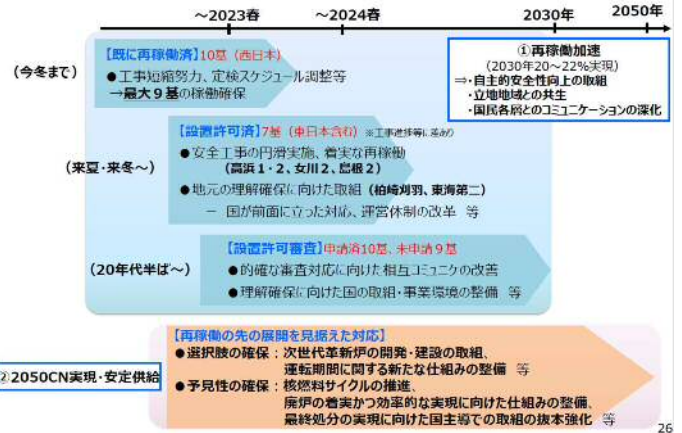 ～2023春
～2024春
2030年
2050年
(今冬まで)
【既に再稼働済】10基（西日本）
●工事短縮努力、定検スケジュール調整等
→最大９基の稼働確保
①再稼働加速
(2030年20～22%実現)
⇒・自主的安全性向上の取組
・立地地域との共生
・国民各層とのコミュニケーションの深化
(来夏・来冬～)
【設置許可済】7基（東日本含む）※工事進捗等に差あり
●安全工事の円滑実施、着実な再稼働
(高浜１・２、女川２、島根２)
●地元の理解確保に向けた取組（柏崎刈羽、東海第二）
－ 国が前面に立った対応、運営体制の改革 等
(20年代半ば～)
【設置許可審査】申請済10基、未申請９基
●的確な審査対応に向けた相互コミュニケの改善
●理解確保に向けた国の取組・事業環境の整備 等
②2050CN実現・安定供給
【再稼働の先の展開を見据えた対応】
●選択肢の確保：次世代革新炉の開発・建設の取組、
運転期間に関する新たな仕組みの整備 等
●予見性の確保：核燃料サイクルの推進、
廃炉の着実かつ効率的な実現に向けた仕組みの整備、
最終処分の実現に向けた国主導での取組の抜本強化 等
26